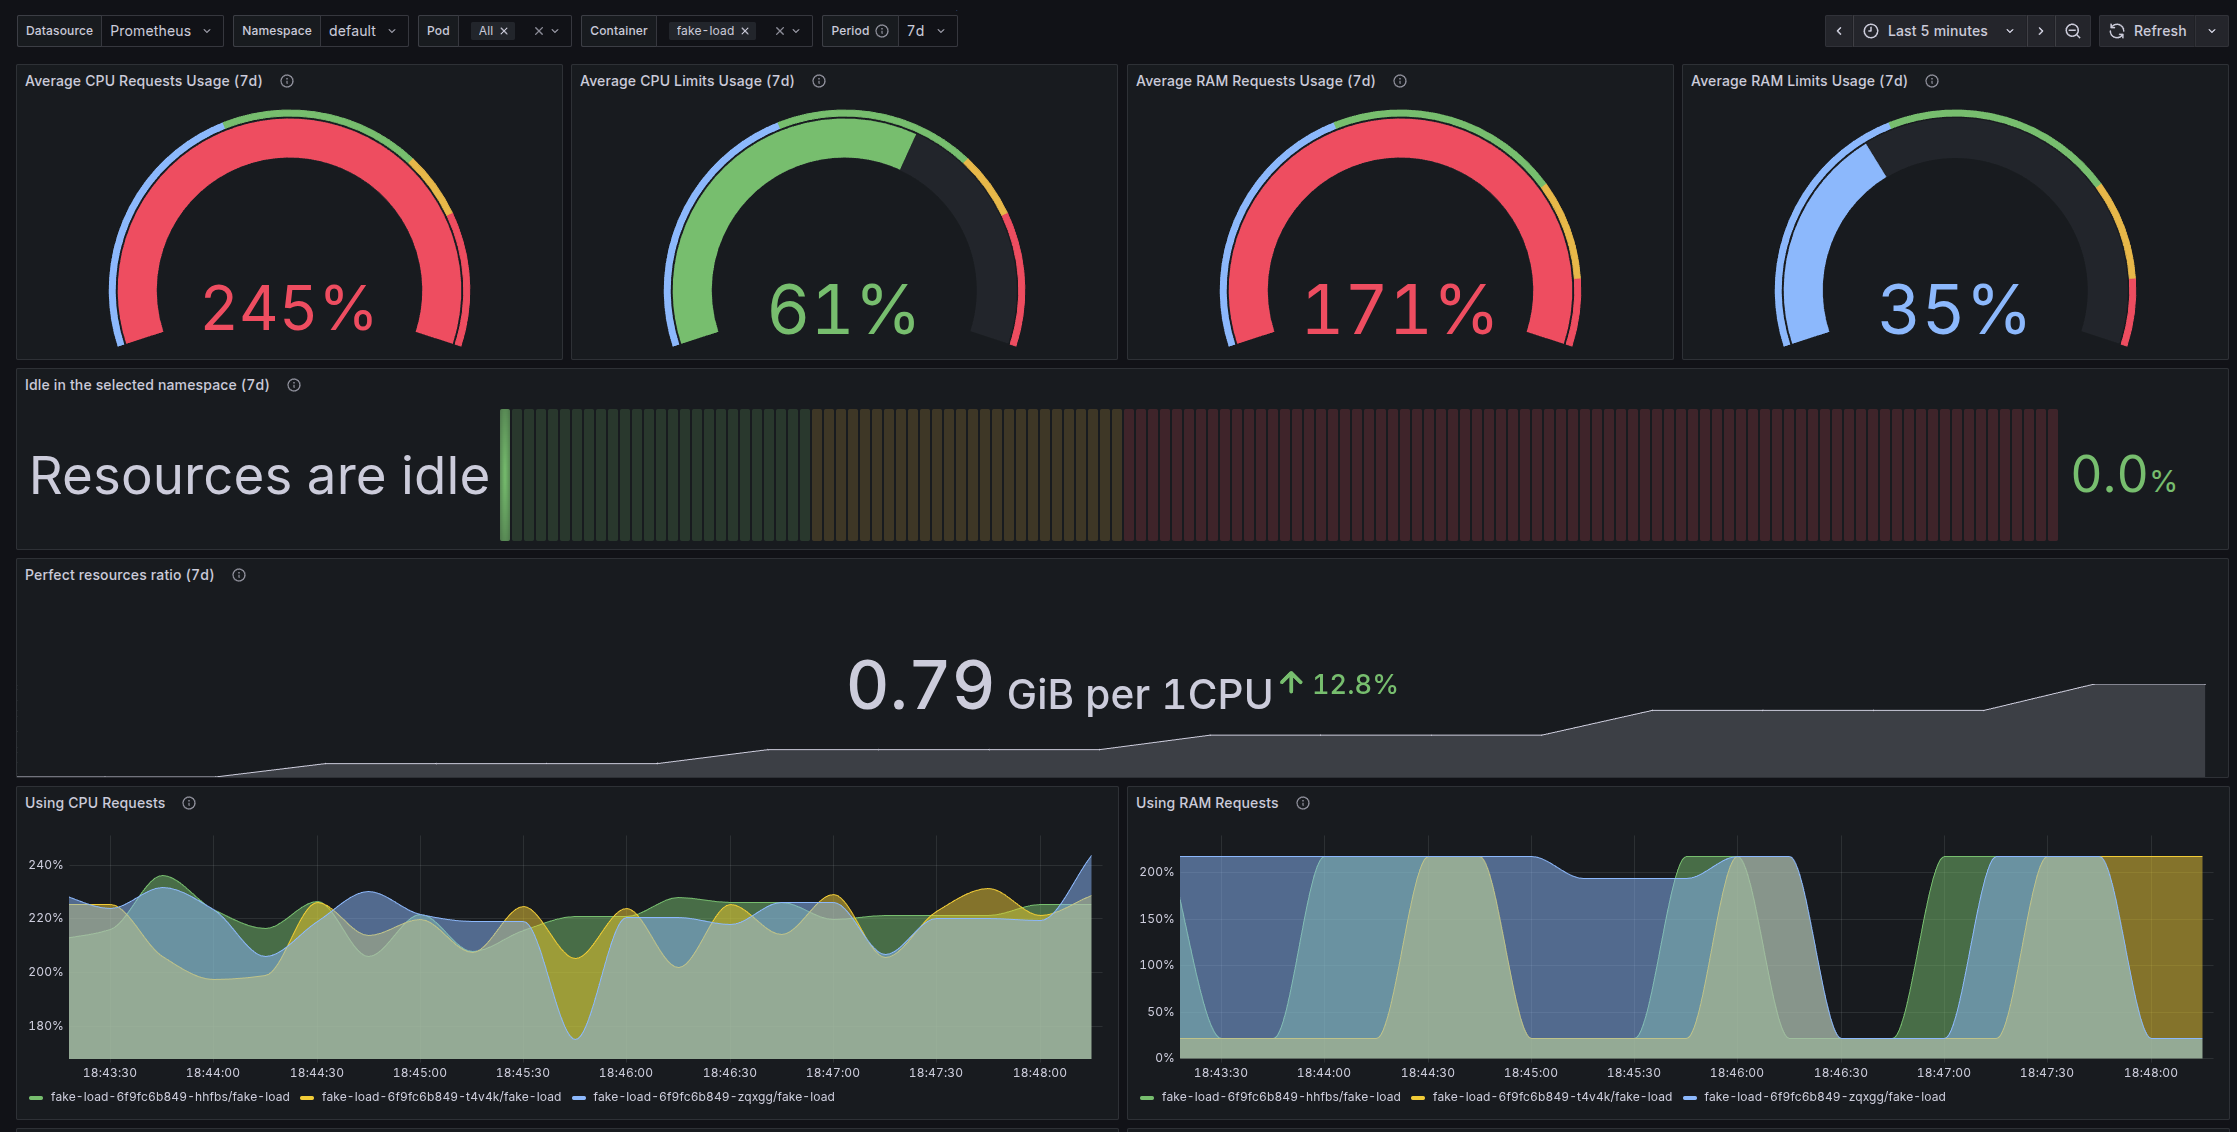 Datasource Prometheus Namespace default Pod All Container fake-load Period 7d Last 5 minutes Refresh
Average CPU Requests Usage (7d)
245%
Average CPU Limits Usage (7d)
61%
Average RAM Requests Usage (7d)
171%
Average RAM Limits Usage (7d)
35%
Idle in the selected namespace (7d)
Resources are idle 0.0%
Perfect resources ratio (7d)
0.79 GiB per 1CPU 12.8%
Using CPU Requests
240%
220%
200%
180%
18:43:30 18:44:00 18:44:30 18:45:00 18:45:30 18:46:00 18:46:30 18:47:00 18:47:30 18:48:00
fake-load-6f9fc6b849-hhfbs/fake-load fake-load-6f9fc6b849-t4v4k/fake-load fake-load-6f9fc6b849-zqxgg/fake-load
Using RAM Requests
200%
150%
100%
50%
0%
18:43:30 18:44:00 18:44:30 18:45:00 18:45:30 18:46:00 18:46:30 18:47:00 18:47:30 18:48:00
fake-load-6f9fc6b849-hhfbs/fake-load fake-load-6f9fc6b849-t4v4k/fake-load fake-load-6f9fc6b849-zqxgg/fake-load